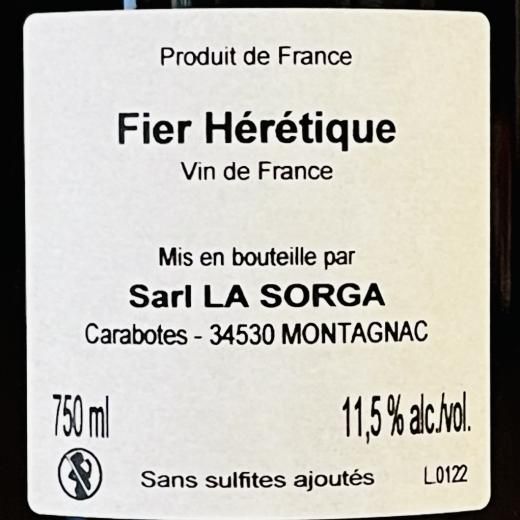 Produit de France
Fier Hérétique
Vin de France
Mis en bouteille par
Sarl LA SORGA
Carabotes - 34530 MONTAGNAC
750 ml
11,5 % alc./vol.
Sans sulfites ajoutés
L0122